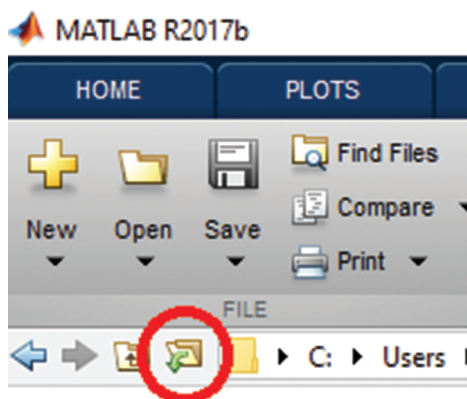 MATLAB R2017b
HOME PLOTS
Find Files
New Open Save Compare
Print
FILE
C: Users